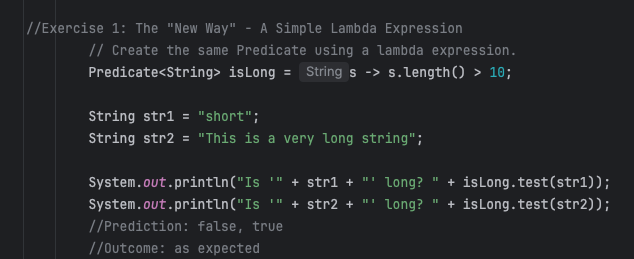 //Exercise 1: The "New Way" - A Simple Lambda Expression
// Create the same Predicate using a lambda expression.
Predicate<String> isLong = String s -> s.length() > 10;
String str1 = "short";
String str2 = "This is a very long string";
System.out.println("Is '" + str1 + "' long? " + isLong.test(str1));
System.out.println("Is '" + str2 + "' long? " + isLong.test(str2));
//Prediction: false, true
//Outcome: as expected